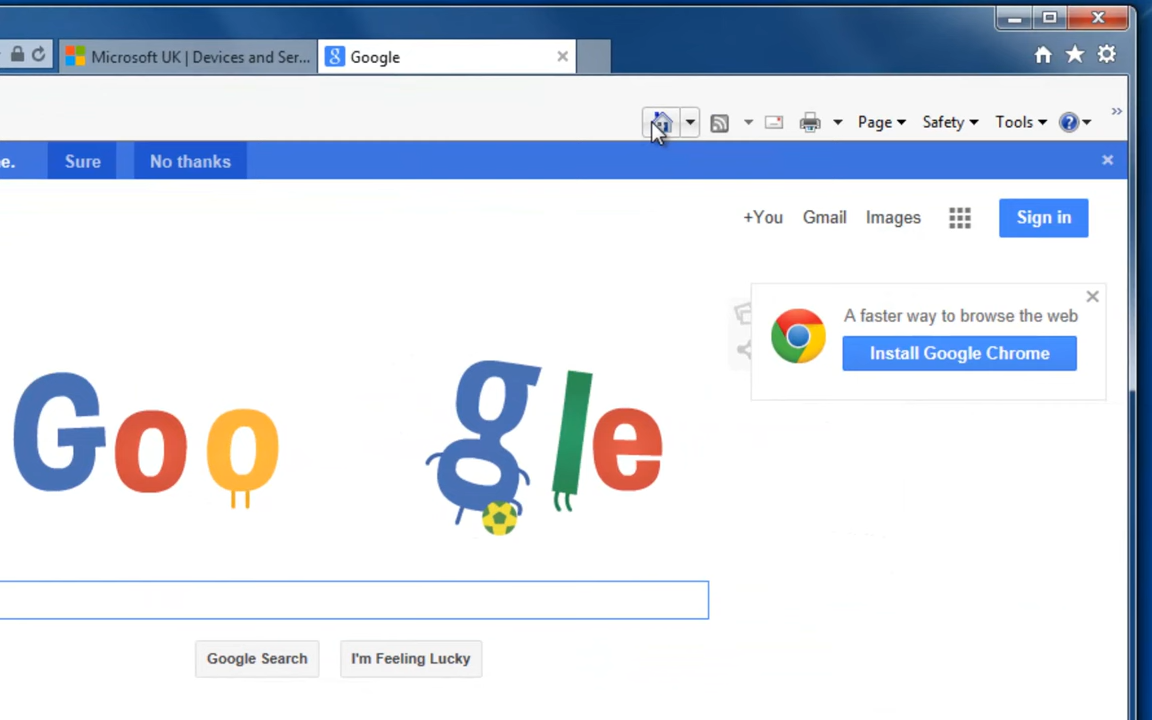 Microsoft UK | Devices and Ser...
Google
Page
Safety
Tools
e.
Sure
No thanks
+You
Gmail
Images
Sign in
A faster way to browse the web
Install Google Chrome
Goo gle
Google Search
I'm Feeling Lucky